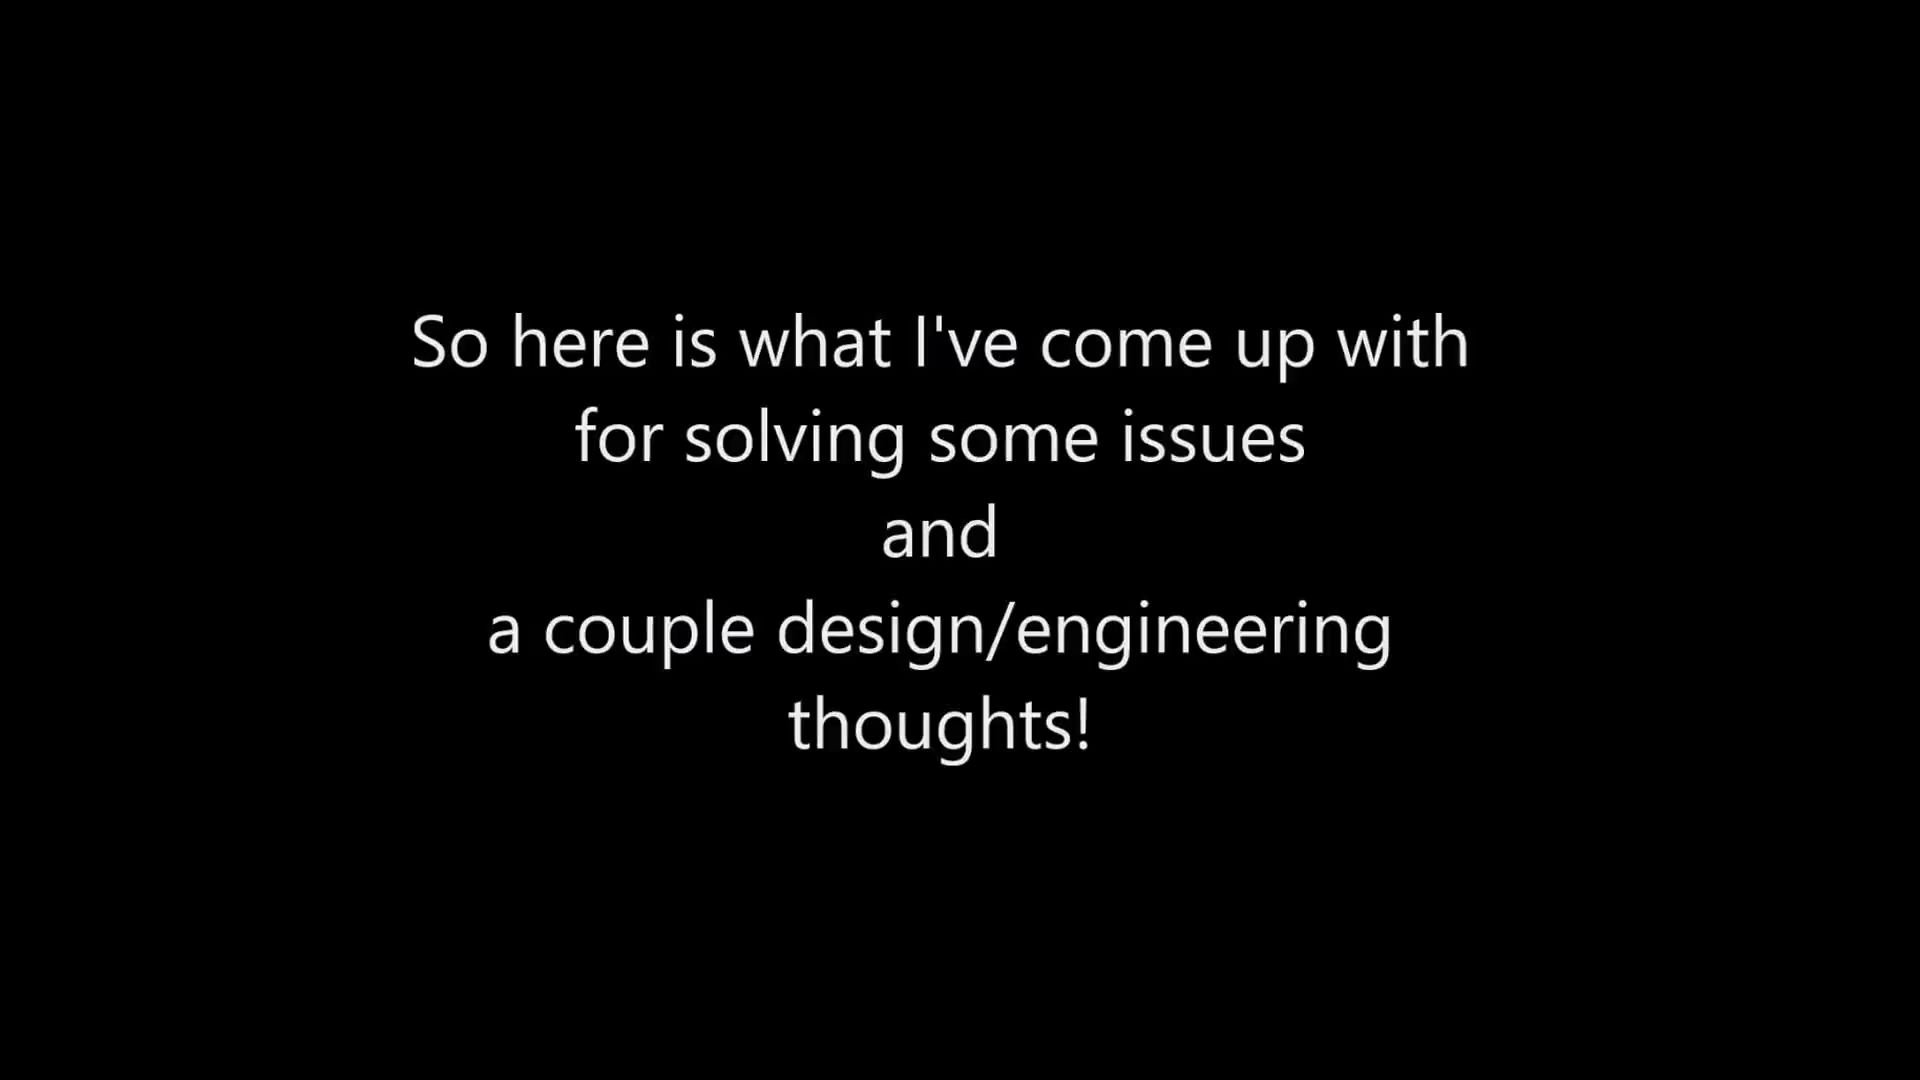 So here is what I've come up with
for solving some issues
and
a couple design/engineering
thoughts!